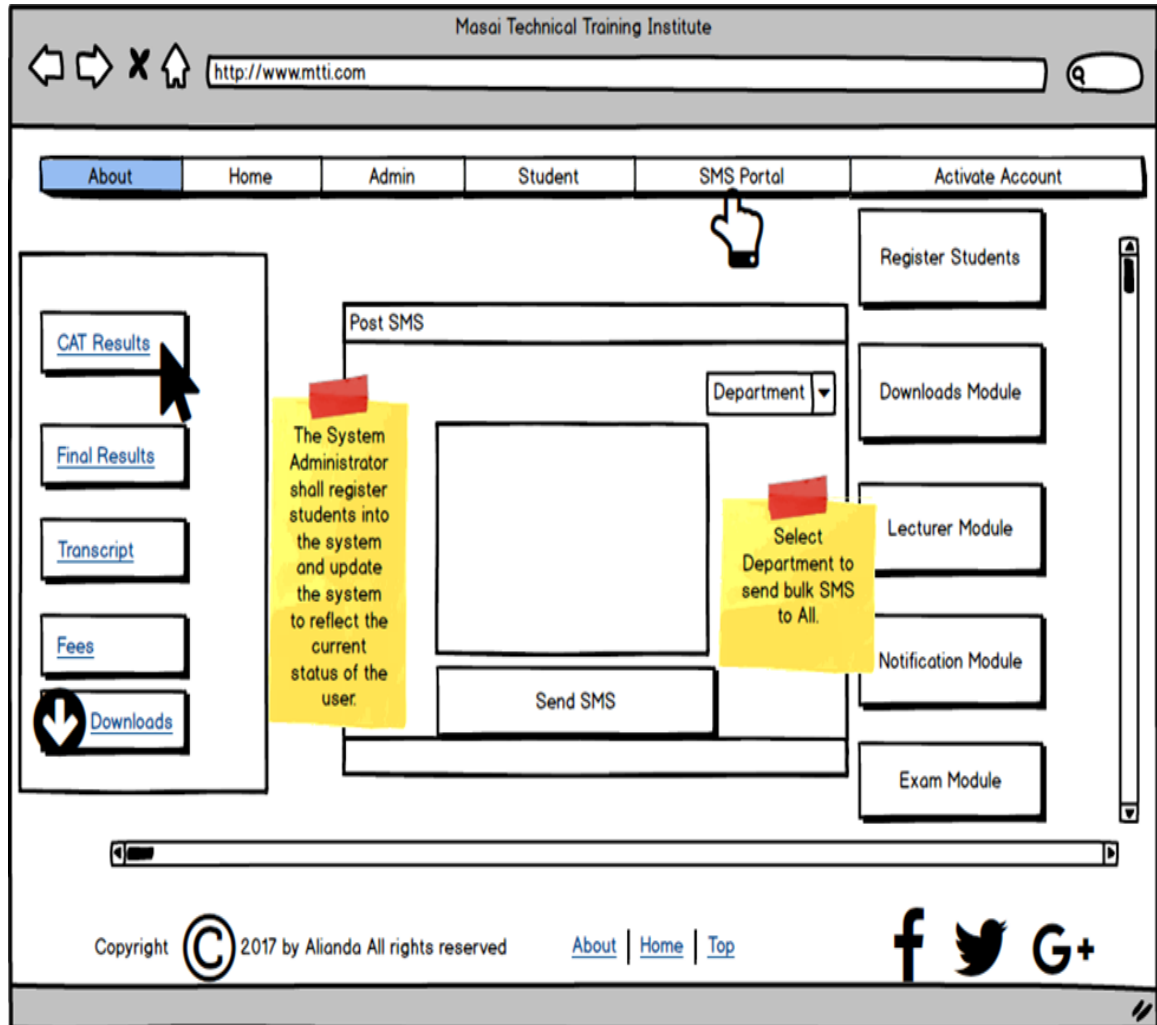 Masai Technical Training Institute
http://www.mtti.com
About Home Admin Student SMS Portal Activate Account
CAT Results
Final Results
Transcript
Fees
Downloads
The System
Administrator
shall register
students into
the system
and update
the system
to reflect the
current
status of the
user.
Post SMS
Department
Select
Department to
send bulk SMS
to All.
Send SMS
Register Students
Downloads Module
Lecturer Module
Notification Module
Exam Module
Copyright © 2017 by Alianda All rights reserved About | Home | Top
f G+